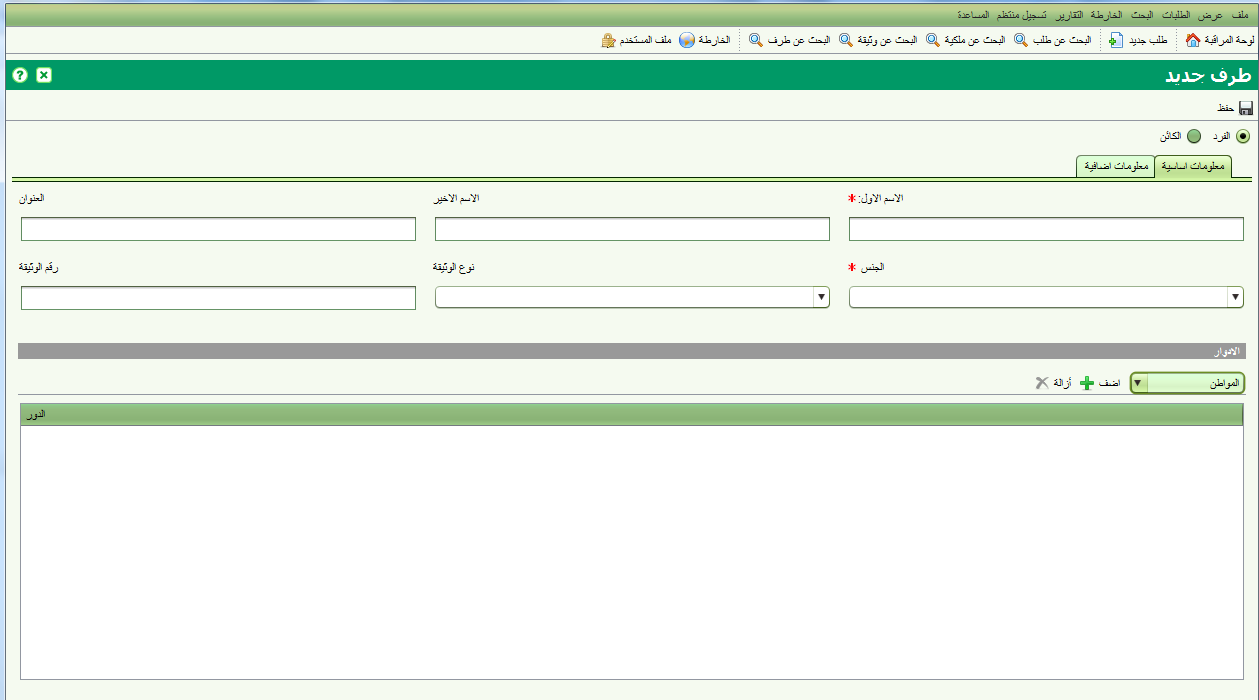 ملف عرض الطلبات البحث الخارطة التقارير تسجيل منتظم المساعدة
لوحة المراقبة طلب جديد البحث عن طلب البحث عن ملكية البحث عن وثيقة البحث عن طرف الخارطة ملف المستخدم
طرف جديد
حفظ
الفرد الكائن
معلومات اساسية معلومات اضافية
الاسم الاول: * الاسم الاخير العنوان
الجنس * نوع الوثيقة رقم الوثيقة
الادوار
المواطن اضف أزالة
الدور